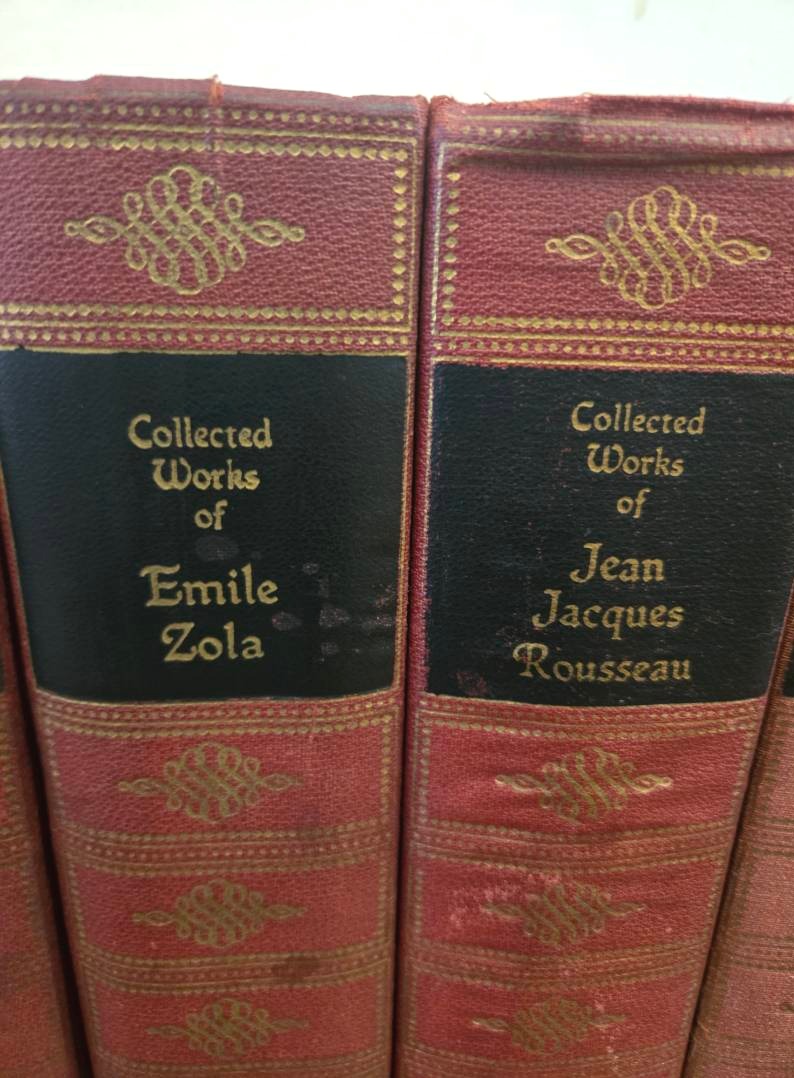 Collected
Works
of
Emile
Zola
Collected
Works
of
Jean
Jacques
Rousseau